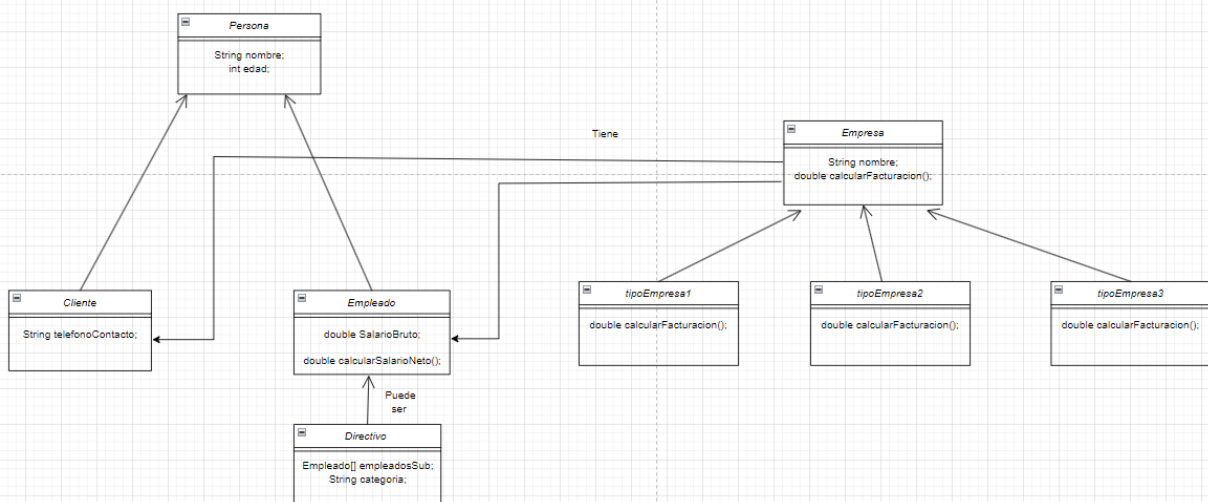 Persona
String nombre;
int edad;
Tiene
Empresa
String nombre;
double calcularFacturacion();
Cliente
String telefonoContacto;
Empleado
double SalarioBruto;
double calcularSalarioNeto();
tipoEmpresa1
double calcularFacturacion();
tipoEmpresa2
double calcularFacturacion();
tipoEmpresa3
double calcularFacturacion();
Puede
ser
Directivo
Empleado[] empleadosSub;
String categoria;